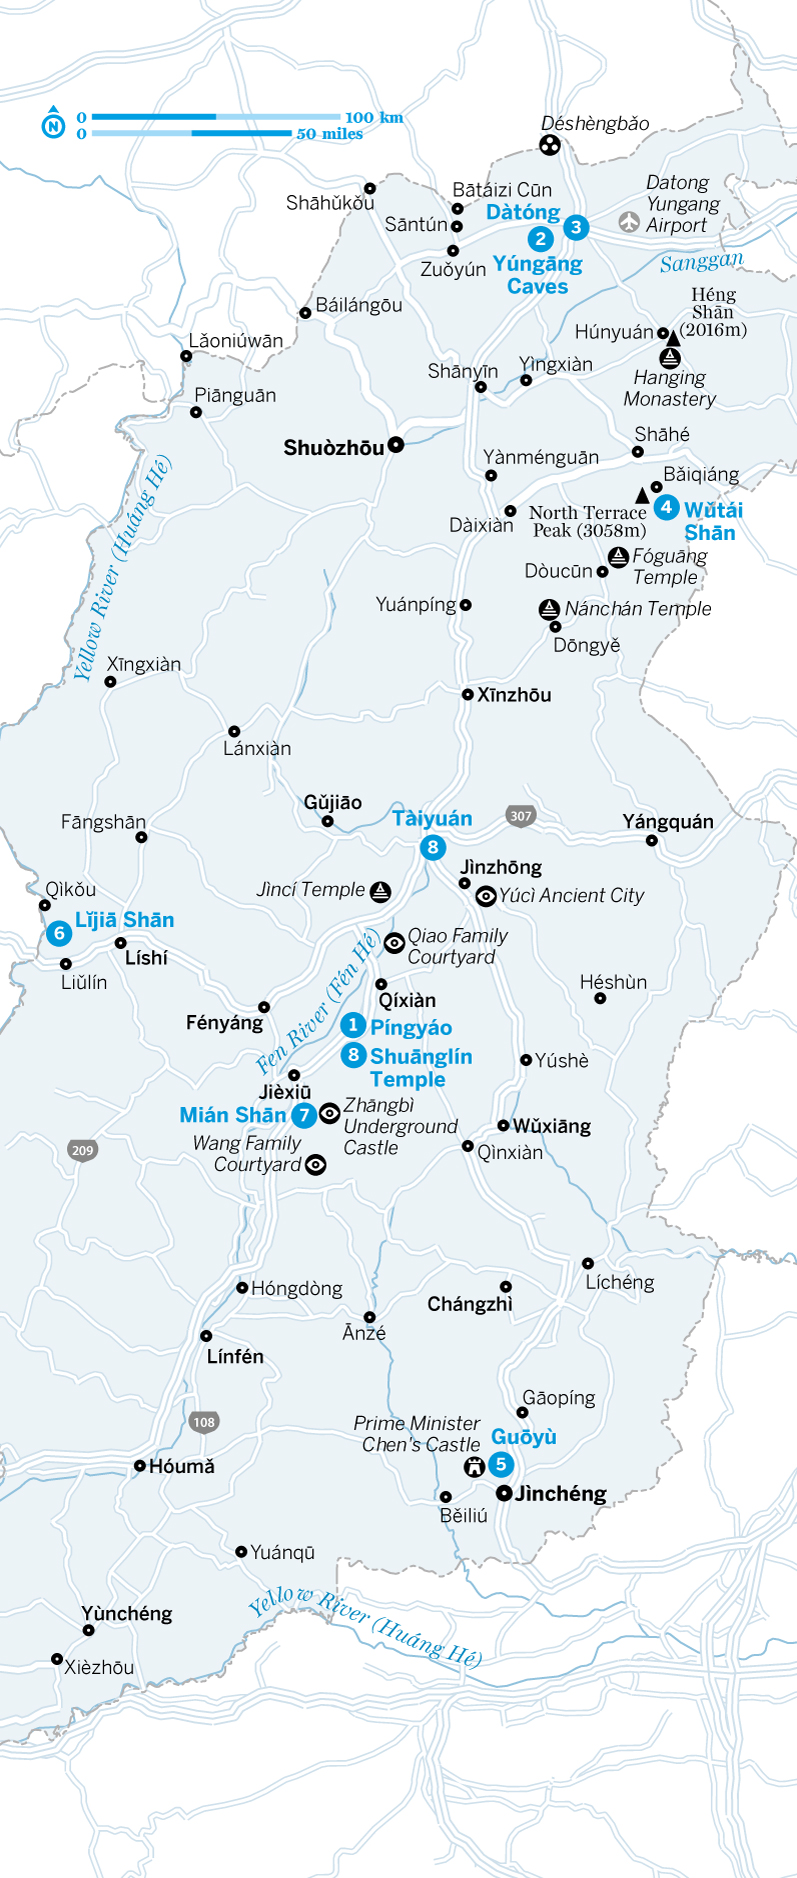 Déshèngbǎo
N
0
100 km
0
50 miles
Datong
Yungang
Airport
Bātáizi Cūn
Shāhǔkǒu
Dàtóng
Sāntún
3
2
Sanggan
Zuǒyún
Yúngāng
Caves
Héng
Shān
(2016m)
Báilángōu
Húnyuán
Lǎoniúwān
Shānyīn
Yìngxiàn
Hanging
Monastery
Piānguān
Shuòzhōu
Shāhé
Yànménguān
Bǎiqiáng
Yellow River (Huáng Hé)
North Terrace
Peak (3058m)
4
Wǔtái
Shān
Dàixiàn
Fóguāng
Temple
Dòucūn
Yuánpíng
Nánchán Temple
Dōngyě
Xīngxiàn
Xīnzhōu
Lánxiàn
Gǔjiāo
Tàiyuán
307
Fāngshān
Yángquán
8
Jìnzhōng
Qìkǒu
Jìncí Temple
Yúcì Ancient City
6
Lǐjiā Shān
Qiao Family
Courtyard
Líshí
Liǔlín
Héshùn
Fen River (Fén Hé)
Qíxiàn
Fényáng
1
Píngyáo
8
Shuānglín
Temple
Yúshè
Jièxiū
Mián Shān
7
Zhāngbì
Underground
Castle
Wǔxiāng
209
Wang Family
Courtyard
Qìnxiàn
Líchéng
Hóngdòng
Chángzhì
Ānzé
Línfén
Gāopíng
108
Prime Minister
Chen's Castle
Guōyù
5
Hóumǎ
Jìnchéng
Běiliú
Yuánqū
Yellow River (Huáng Hé)
Yùnchéng
Xièzhōu